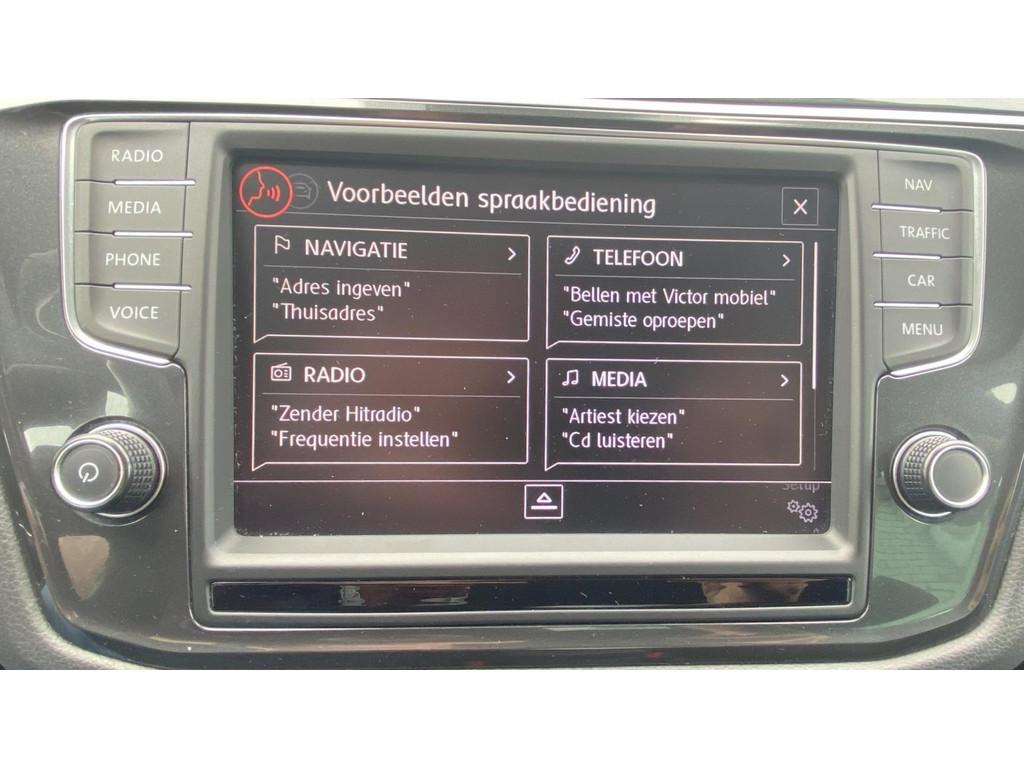 RADIO
MEDIA
PHONE
VOICE
Voorbeelden spraakbediening
X
NAVIGATIE
"Adres ingeven"
"Thuisadres"
TELEFOON
"Bellen met Victor mobiel"
"Gemiste oproepen"
RADIO
"Zender Hitradio"
"Frequentie instellen"
MEDIA
"Artiest kiezen"
"Cd luisteren"
Setup
NAV
TRAFFIC
CAR
MENU